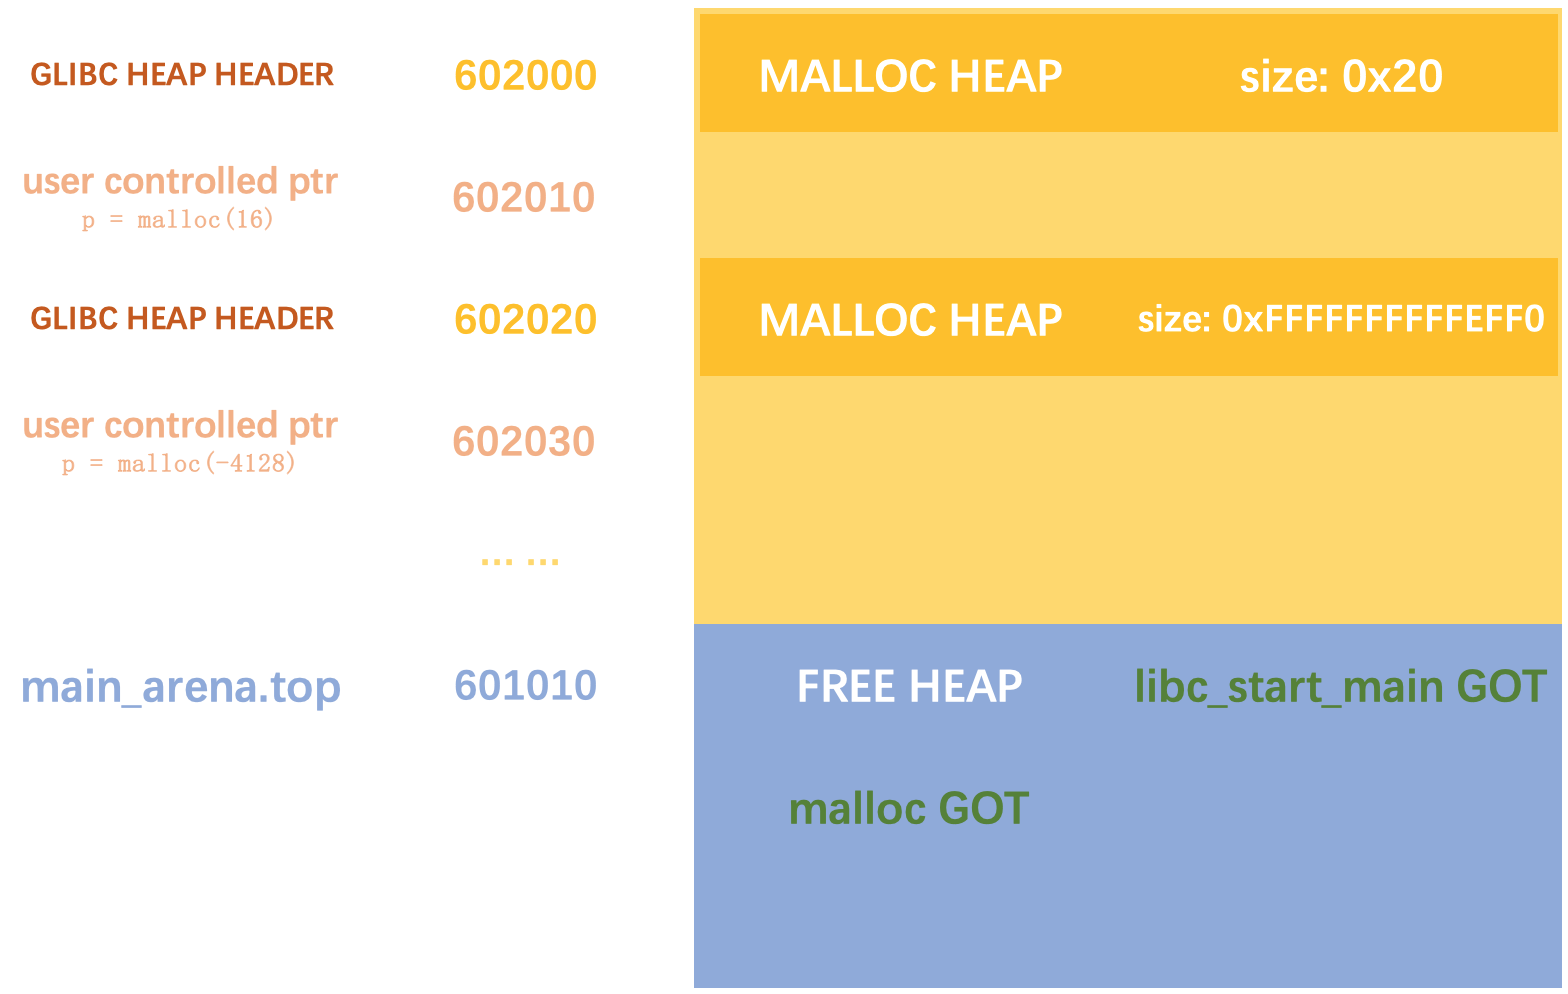 GLIBC HEAP HEADER 602000 MALLOC HEAP size: 0x20
user controlled ptr
p = malloc(16)
602010
GLIBC HEAP HEADER 602020 MALLOC HEAP size: 0xFFFFFFFFFFFEFF0
user controlled ptr
p = malloc(-4128)
602030
... ...
main_arena.top 601010 FREE HEAP libc_start_main GOT
malloc GOT